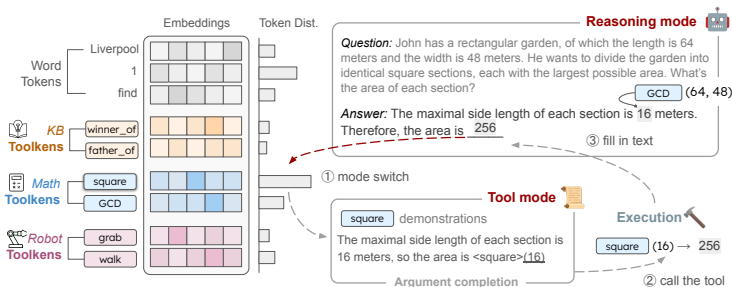 Embeddings
Token Dist.
Word
Tokens
Liverpool
1
find
KB
Toolkens
winner_of
father_of
Math
Toolkens
square
GCD
Robot
Toolkens
grab
walk
Reasoning mode
Question: John has a rectangular garden, of which the length is 64
meters and the width is 48 meters. He wants to divide the garden into
identical square sections, each with the largest possible area. What's
the area of each section?
GCD (64, 48)
Answer: The maximal side length of each section is 16 meters.
Therefore, the area is 256
③ fill in text
① mode switch
Tool mode
square demonstrations
The maximal side length of each section is
16 meters, so the area is <square>(16)
Argument completion
Execution
square (16) → 256
② call the tool